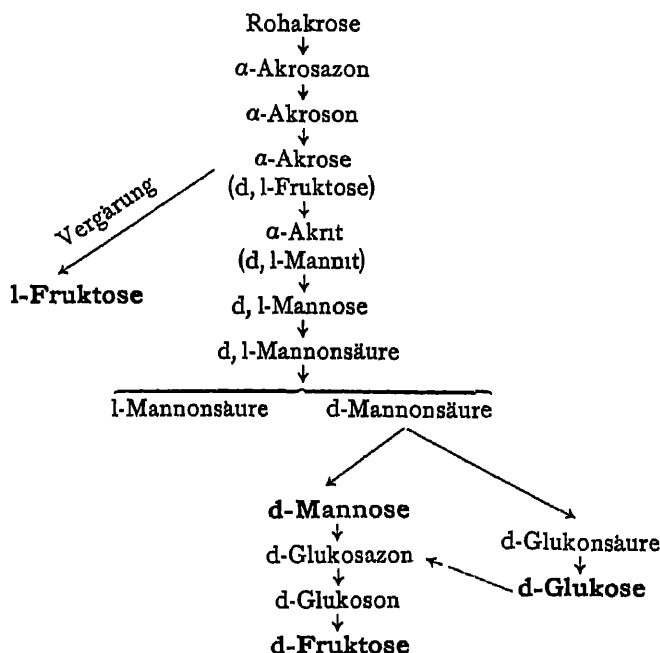 Rohakrose
α-Akrosazon
α-Akroson
α-Akrose
(d, l-Fruktose)
Vergärung
α-Akrit
(d, l-Mannit)
l-Fruktose
d, l-Mannose
d, l-Mannonsäure
l-Mannonsäure d-Mannonsäure
d-Mannose
d-Glukonsäure
d-Glukosazon
d-Glukose
d-Glukoson
d-Fruktose